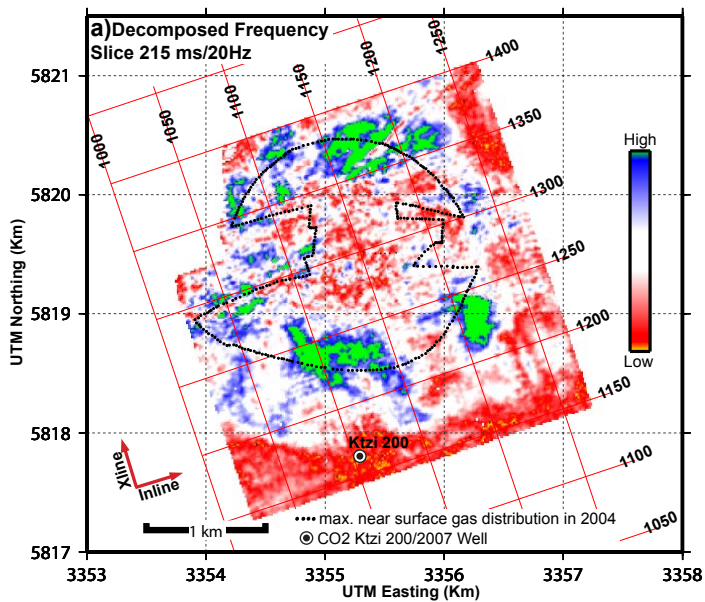 a)Decomposed Frequency
Slice 215 ms/20Hz
1000
1050
1100
1150
1200
1250
1400
1350
1300
1250
1200
1150
1100
1050
High
Low
Ktzi 200
Xline
Inline
1 km
max. near surface gas distribution in 2004
CO2 Ktzi 200/2007 Well
5821
5820
5819
5818
5817
UTM Northing (Km)
3353
3354
3355
3356
3357
3358
UTM Easting (Km)